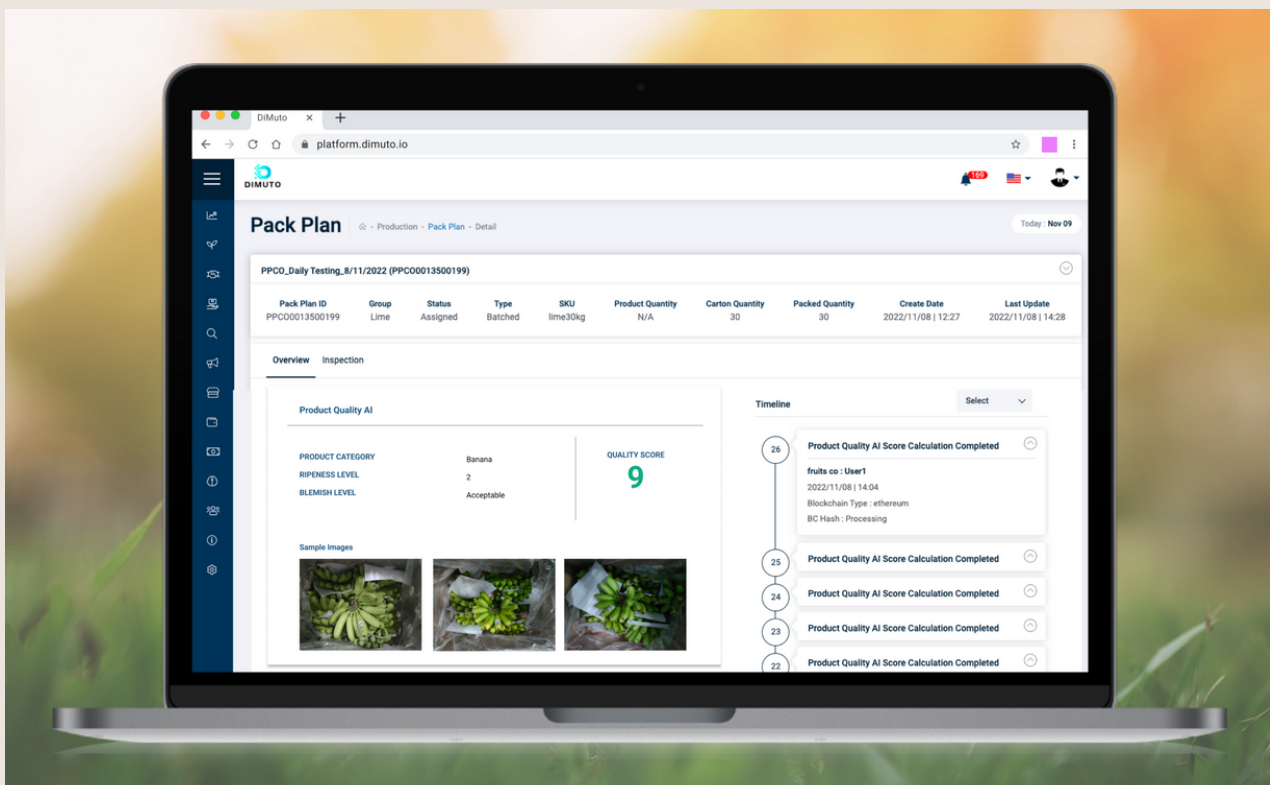 DiMuto
platform.dimuto.io
DIMUTO
169
Pack Plan
- Production - Pack Plan - Detail
Today : Nov 09
PPCO_Daily Testing_8/11/2022 (PPCO0013500199)
Pack Plan ID Group Status Type SKU Product Quantity Carton Quantity Packed Quantity Create Date Last Update
PPCO0013500199 Lime Assigned Batched lime30kg N/A 30 30 2022/11/08 | 12:27 2022/11/08 | 14:28
Overview Inspection
Product Quality AI
PRODUCT CATEGORY Banana
RIPENESS LEVEL 2
BLEMISH LEVEL Acceptable
QUALITY SCORE
9
Sample Images
Timeline Select
26 Product Quality AI Score Calculation Completed
fruits co : User1
2022/11/08 | 14:04
Blockchain Type : ethereum
BC Hash : Processing
25 Product Quality AI Score Calculation Completed
24 Product Quality AI Score Calculation Completed
23 Product Quality AI Score Calculation Completed
22 Product Quality AI Score Calculation Completed